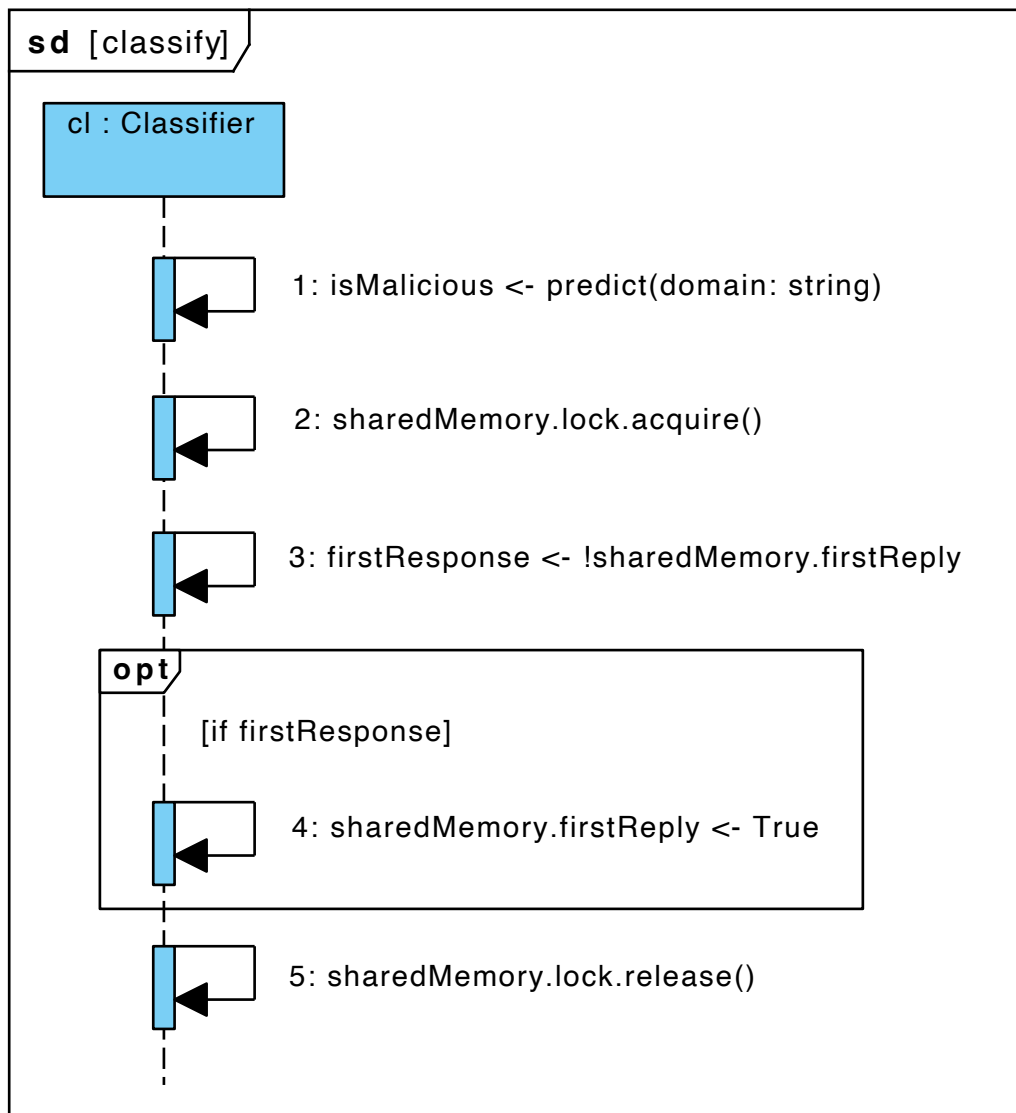 sd [classify]
cl : Classifier
1: isMalicious <- predict(domain: string)
2: sharedMemory.lock.acquire()
3: firstResponse <- !sharedMemory.firstReply
opt
[if firstResponse]
4: sharedMemory.firstReply <- True
5: sharedMemory.lock.release()